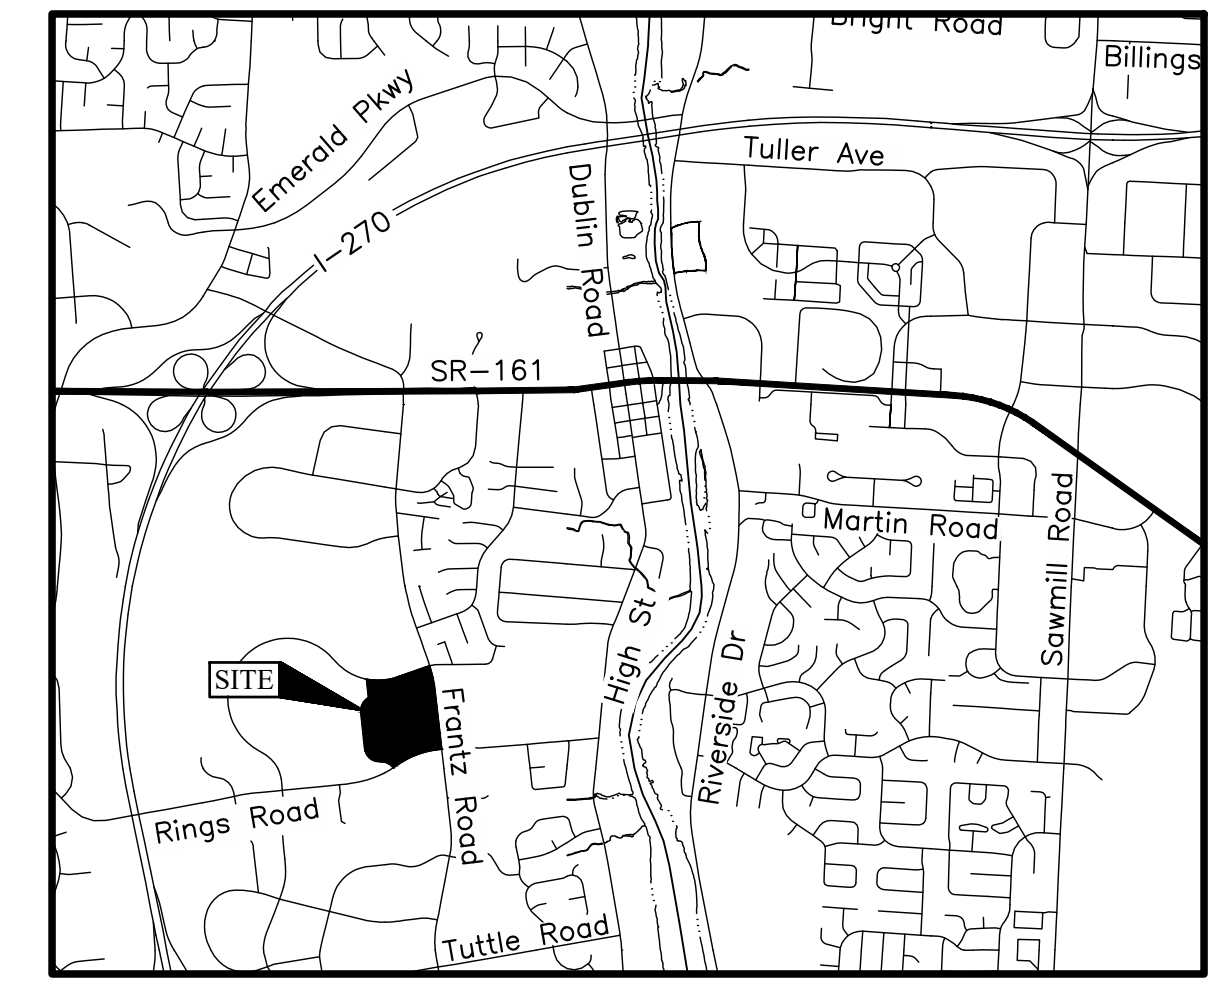 Bright Road
Billings
Emerald Pkwy
Tuller Ave
I-270
Dublin Road
SR-161
Martin Road
Sawmill Road
High St
Riverside Dr
SITE
Frantz Road
Rings Road
Tuttle Road